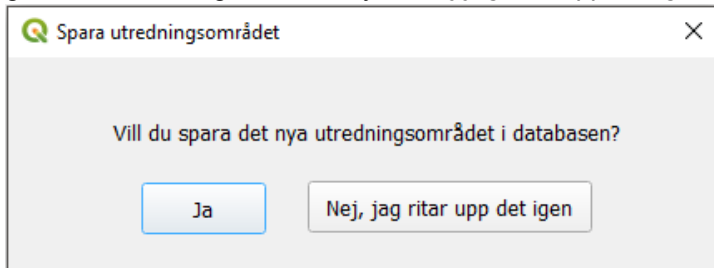 Spara utredningsområdet
Vill du spara det nya utredningsområdet i databasen?
Ja
Nej, jag ritar upp det igen